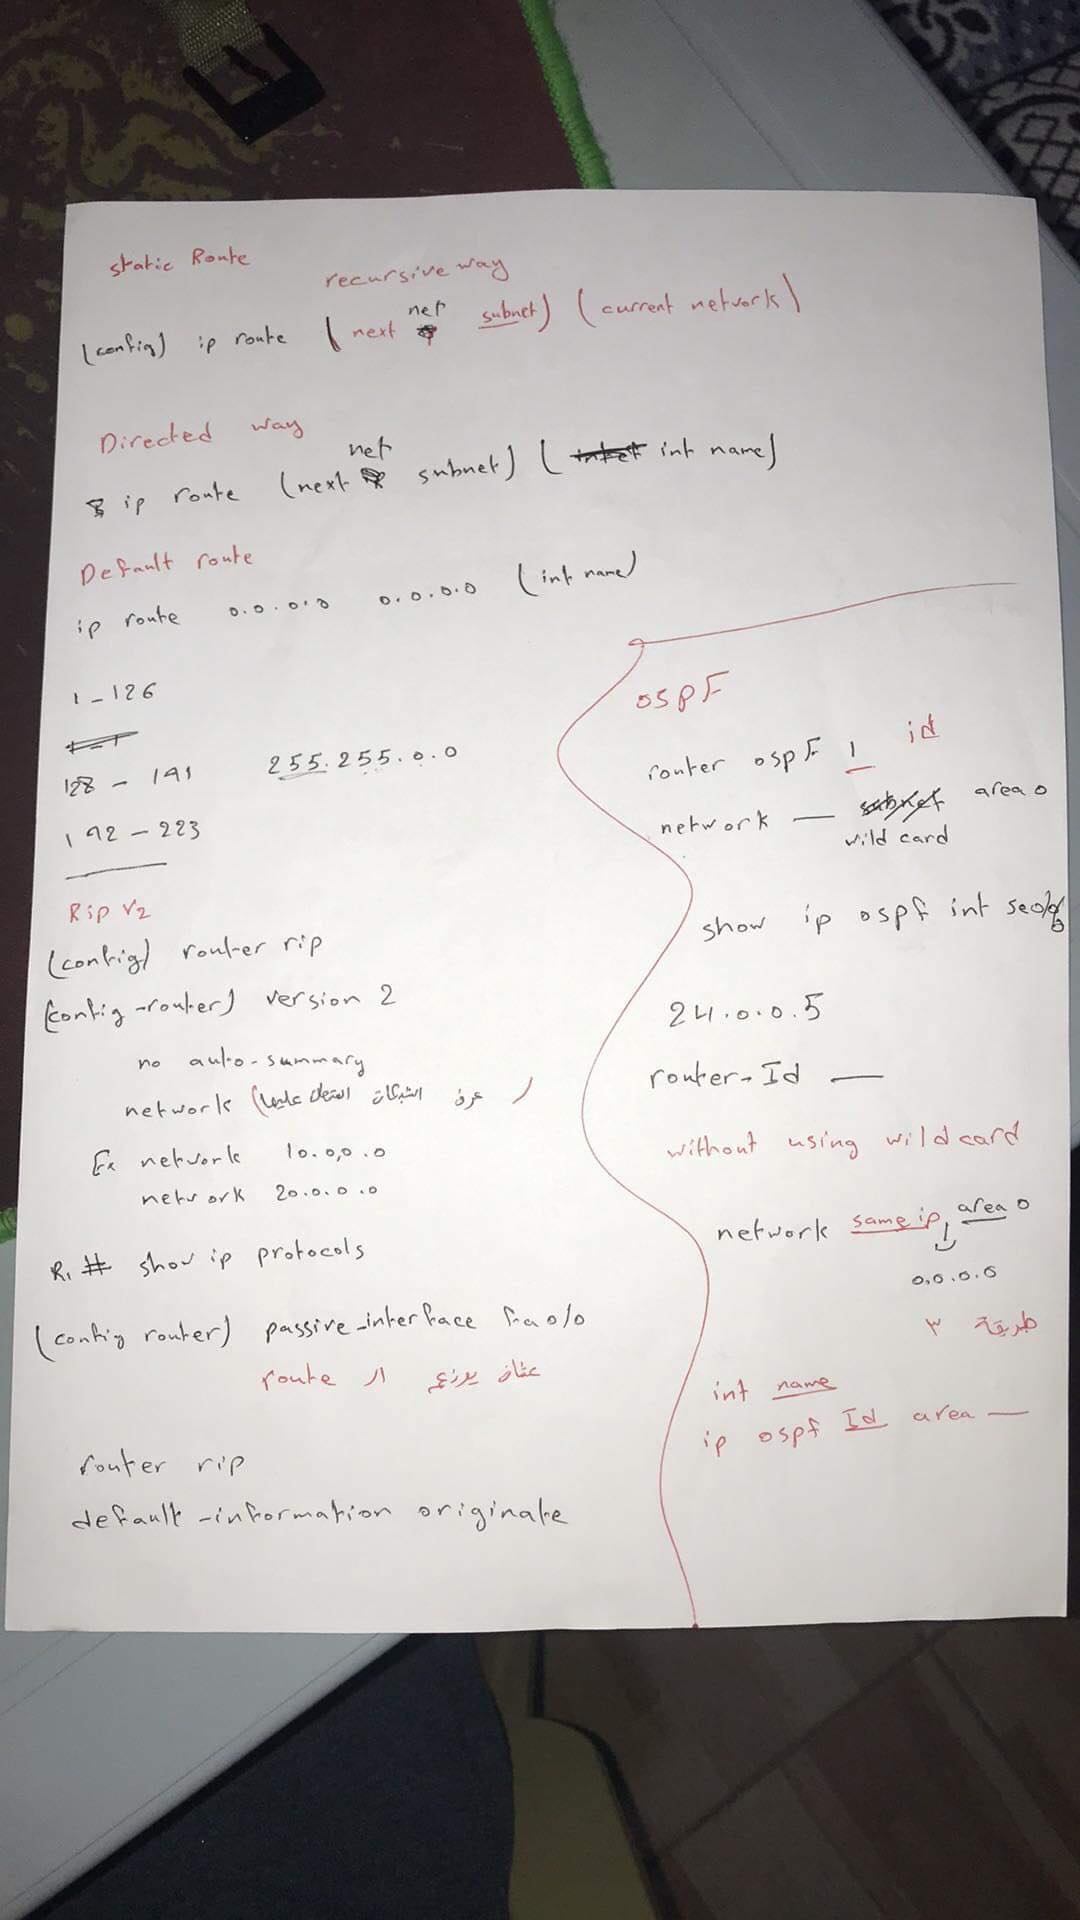 static Route
recursive way
(config) ip route (next net subnet) (current network)
Directed way
ip route (next net subnet) (int name)
Default route
ip route 0.0.0.0 0.0.0.0 (int name)
1 - 126
128 - 191 255.255.0.0
192 - 223
Rip V2
(config) router rip
(config-router) version 2
no auto-summary
network (عرف الشبكات المتصل عليها)
Ex network 10.0.0.0
network 20.0.0.0
R1 # show ip protocols
(config router) passive-interface fa0/0
عشان يوزع ال route
router rip
default-information originate
OSPF
router ospf 1 id
network — wild card area 0
show ip ospf int se0/0
24.0.0.5
router-Id —
without using wild card
network same ip, area 0
0.0.0.0
طريقة ٣
int name
ip ospf Id area —